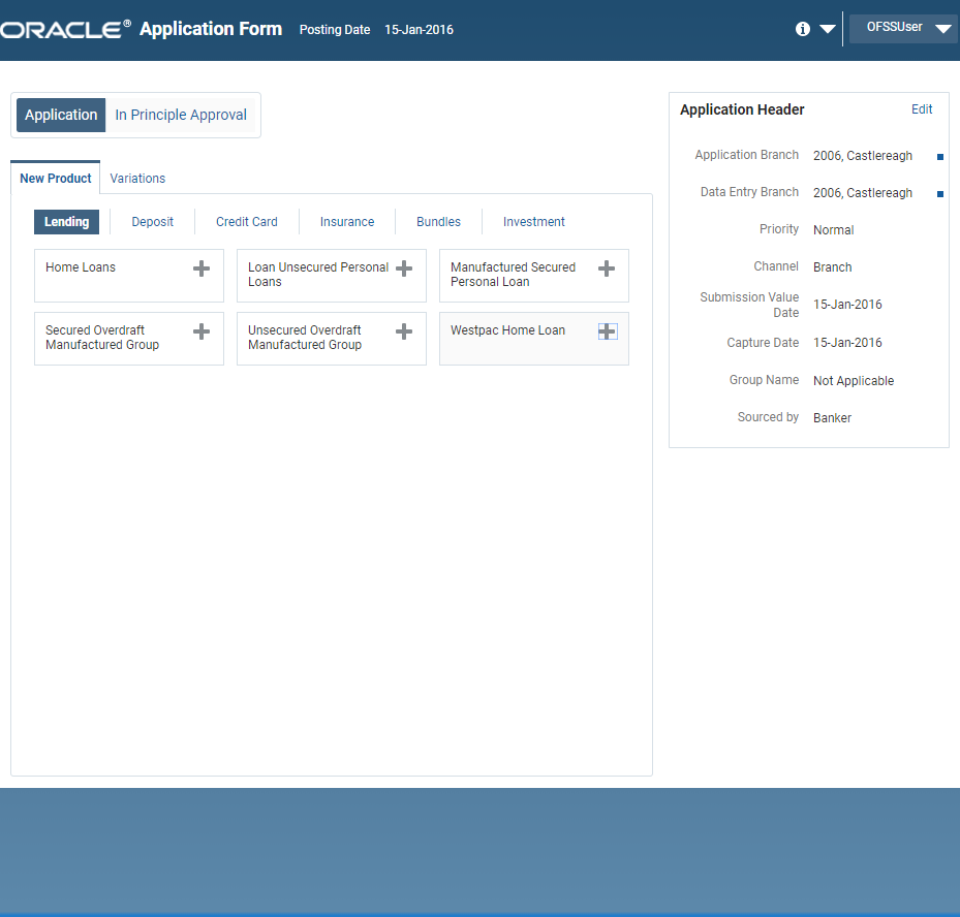 ORACLE® Application Form Posting Date 15-Jan-2016
OFSSUser
Application In Principle Approval
New Product Variations
Lending Deposit Credit Card Insurance Bundles Investment
Home Loans
Loan Unsecured Personal
Loans
Manufactured Secured
Personal Loan
Secured Overdraft
Manufactured Group
Unsecured Overdraft
Manufactured Group
Westpac Home Loan
Application Header Edit
Application Branch 2006, Castlereagh
Data Entry Branch 2006, Castlereagh
Priority Normal
Channel Branch
Submission Value
Date 15-Jan-2016
Capture Date 15-Jan-2016
Group Name Not Applicable
Sourced by Banker